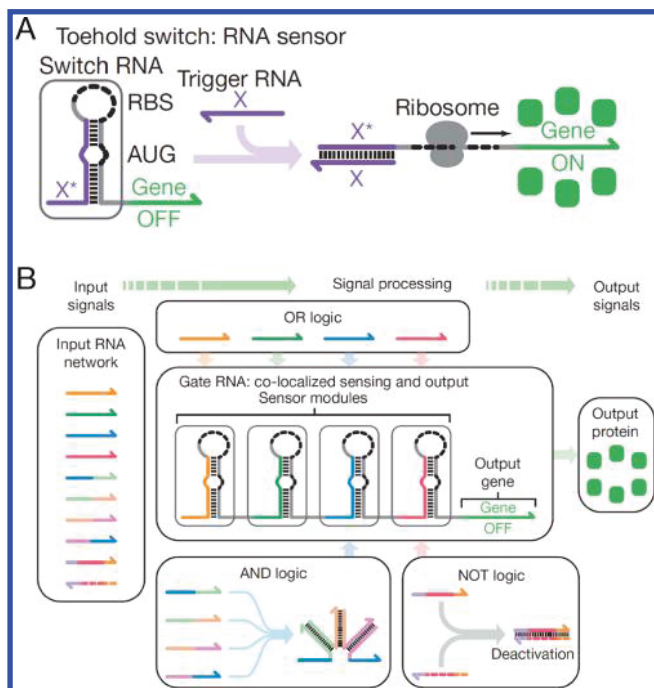 A
Toehold switch: RNA sensor
Switch RNA
Trigger RNA
RBS
X
Ribosome
AUG
X*
Gene
X*
Gene
X
ON
OFF
B
Input
signals
Signal processing
Output
signals
OR logic
Input RNA
network
Gate RNA: co-localized sensing and output
Sensor modules
Output
protein
Output
gene
Gene
OFF
AND logic
NOT logic
Deactivation